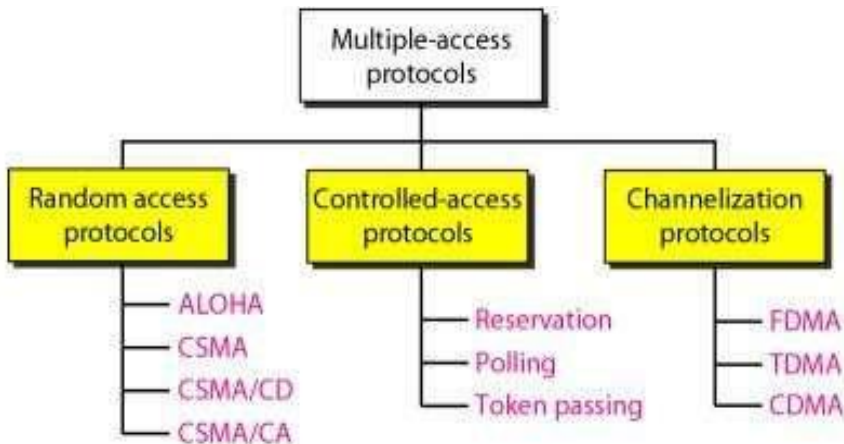 Multiple-access
protocols
Random access
protocols
Controlled-access
protocols
Channelization
protocols
ALOHA
CSMA
CSMA/CD
CSMA/CA
Reservation
Polling
Token passing
FDMA
TDMA
CDMA